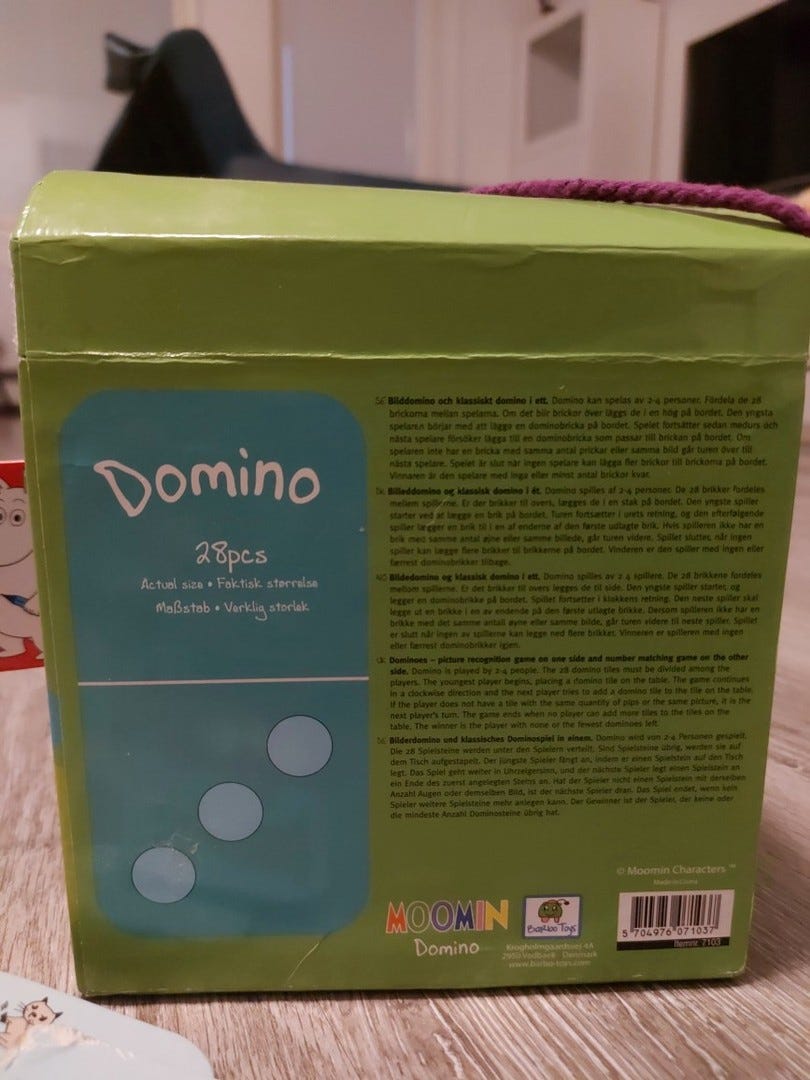 Domino
28pcs
Actual size • Faktisk størrelse
Maßstab • Verklig storlek
SE Bilddomino och klassiskt domino i ett. Domino kan spelas av 2-4 personer. Fördela de 28
brickorna mellan spelarna. Om det blir brickor över läggs de i en hög på bordet. Den yngsta
spelaren börjar med att lägga en dominobricka på bordet. Spelet fortsätter sedan medurs och
nästa spelare försöker lägga till en dominobricka som passar till brickan på bordet. Om
spelaren inte har en bricka med samma antal prickar eller samma bild går turen över till
nästa spelare. Spelet är slut när ingen spelare kan lägga fler brickor till brickorna på bordet.
Vinnaren är den spelare med inga eller minst antal brickor kvar.
DK Billeddomino og klassisk domino i ét. Domino spilles af 2-4 personer. De 28 brikker fordeles
mellem spillerne. Er der brikker til overs, lægges de i en stak på bordet. Den yngste spiller
starter ved at lægge en brik på bordet. Turen fortsætter i urets retning, og den efterfølgende
spiller lægger en brik til i en af enderne af den første udlagte brik. Hvis spilleren ikke har en
brik med samme antal øjne eller samme billede, går turen videre. Spillet slutter, når ingen
spiller kan lægge flere brikker til brikkerne på bordet. Vinderen er den spiller med ingen eller
færrest dominobrikker tilbage.
NO Bildedomino og klassisk domino i ett. Domino spilles av 2-4 spillere. De 28 brikkene fordeles
mellom spillerne. Er det brikker til overs legges de til side. Den yngste spiller starter, og
legger en dominobrikke på bordet. Spillet fortsetter i klokkens retning. Den neste spiller skal
legge ut en brikke i en av endende på den første utlagte brikke. Dersom spilleren ikke har en
brikke med det samme antall øyne eller samme bilde, går turen videre til neste spiller. Spillet
er slutt når ingen av spillerne kan legge ned flere brikket. Vinneren er spilleren med ingen
eller færrest dominobrikker igjen.
UK Dominoes – picture recognition game on one side and number matching game on the other
side. Domino is played by 2-4 people. The 28 domino tiles must be divided among the
players. The youngest player begins, placing a domino tile on the table. The game continues
in a clockwise direction and the next player tries to add a domino tile to the tile on the table.
If the player does not have a tile with the same quantity of pips or the same picture, it is the
next player's turn. The game ends when no player can add more tiles to the tiles on the
table. The winner is the player with none or the fewest dominoes left.
DE Bilderdomino und klassisches Dominospiel in einem. Domino wird von 2-4 Personen gespielt.
Die 28 Spielsteine werden unter den Spielern verteilt. Sind Spielsteine übrig, werden sie auf
dem Tisch aufgestapelt. Der jüngste Spieler fängt an, indem er einen Spielstein auf den Tisch
legt. Das Spiel geht weiter in Uhrzeigersinn, und der nächste Spieler legt einen Spielstein an
ein Ende des zuerst angelegten Steins an. Hat der Spieler nicht einen Spielstein mit derselben
Anzahl Augen oder demselben Bild, ist der nächste Spieler dran. Das Spiel endet, wenn kein
Spieler weitere Spielsteine mehr anlegen kann. Der Gewinner ist der Spieler, der keine oder
die mindeste Anzahl Dominosteine übrig hat.
© Moomin Characters ™
Made in China
MOOMIN
Domino
Barbo Toys
Krogholmgaardsvej 4A
2950 Vedbaek Denmark
www.barbo-toys.com
5 704976 071037
Itemnr. 7103